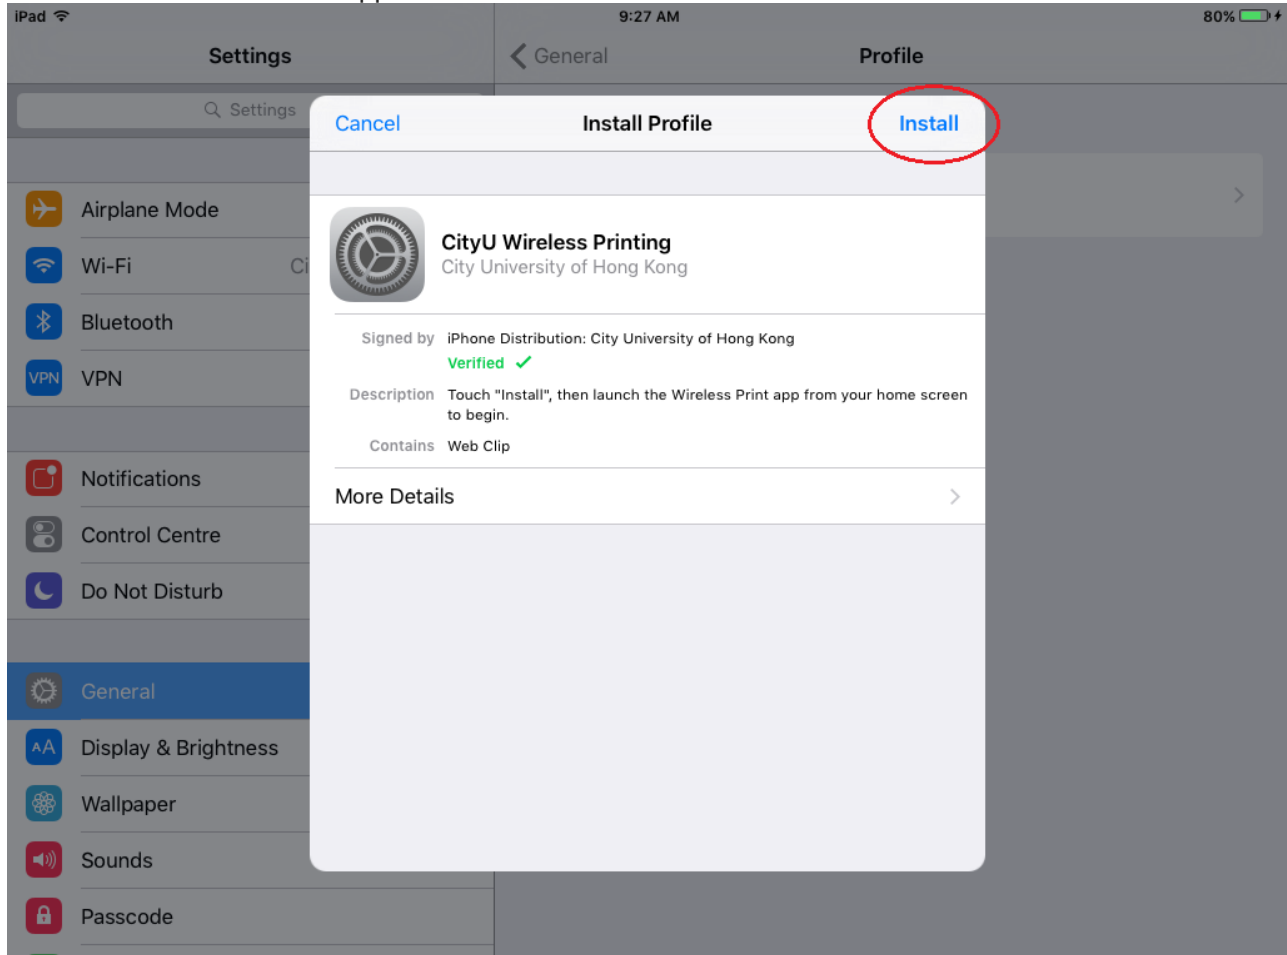 iPad
9:27 AM
80%
Settings
General
Profile
Settings
Cancel
Install Profile
Install
Airplane Mode
Wi-Fi
Ci
Bluetooth
VPN
VPN
Notifications
Control Centre
Do Not Disturb
General
AA
Display & Brightness
Wallpaper
Sounds
Passcode
CityU Wireless Printing
City University of Hong Kong
Signed by iPhone Distribution: City University of Hong Kong
Verified
Description Touch "Install", then launch the Wireless Print app from your home screen
to begin.
Contains Web Clip
More Details